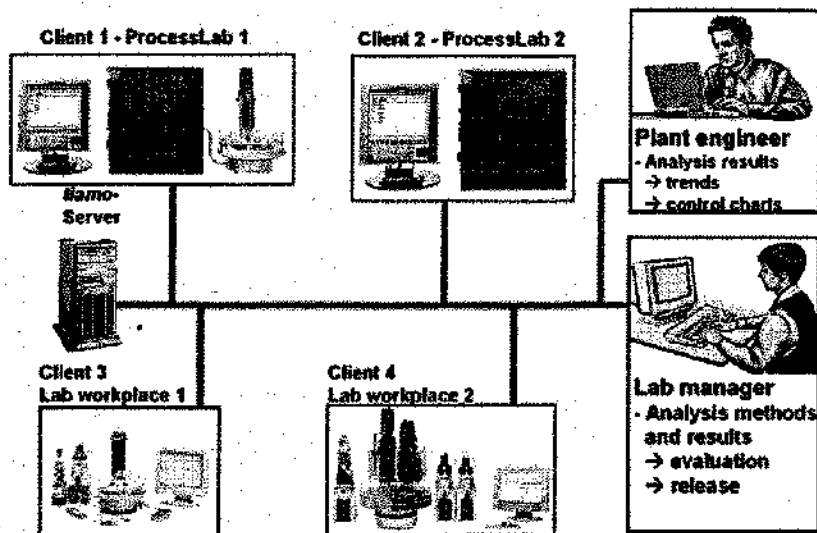 Client 1 - ProcessLab 1
Client 2 - ProcessLab 2
Plant engineer
- Analysis results
→ trends
→ control charts
tiamo-
Server
Client 3
Lab workplace 1
Client 4
Lab workplace 2
Lab manager
- Analysis methods
and results
→ evaluation
→ release